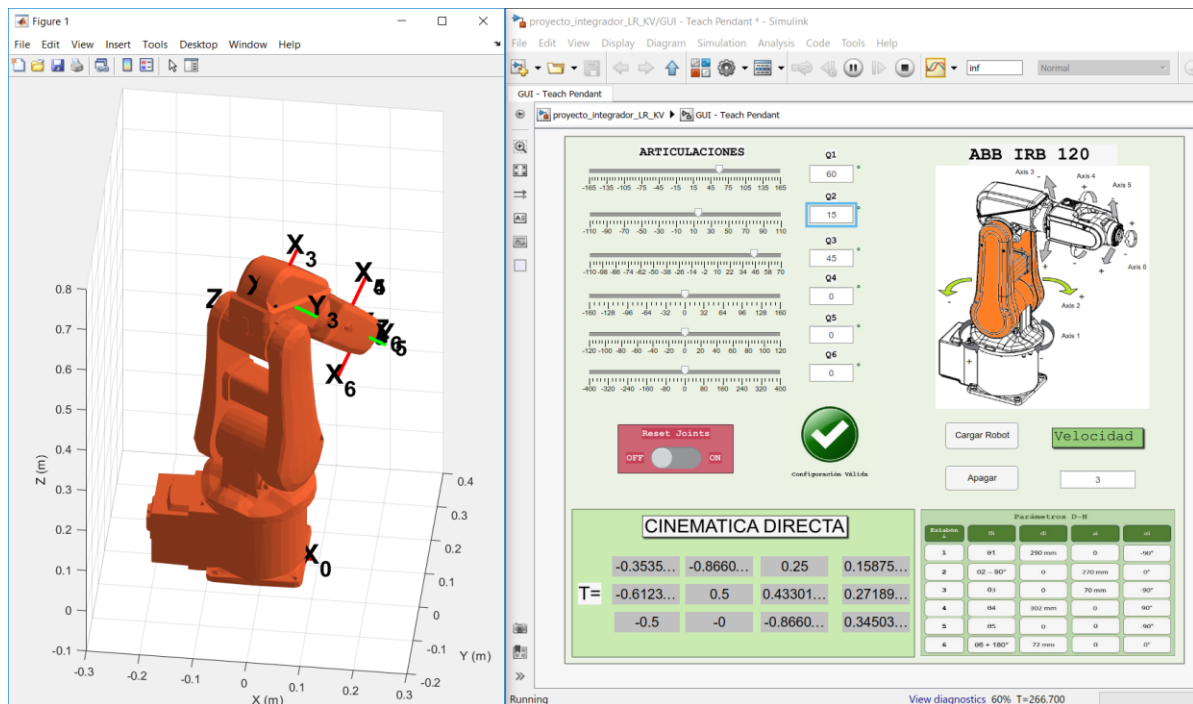 Figure 1
File Edit View Insert Tools Desktop Window Help
X3
X
Z
Y3
X6
X0
0.8
0.7
0.6
0.5
0.4
0.3
0.2
0.1
0
-0.1
Z (m)
-0.3 -0.2 -0.1 0 0.1 0.2 0.3
X (m)
0.4
0.3
0.2
0.1
0
-0.1
-0.2
Y (m)
proyecto_integrador_LR_KV/GUI - Teach Pendant * - Simulink
File Edit View Display Diagram Simulation Analysis Code Tools Help
inf Normal
GUI - Teach Pendant
proyecto_integrador_LR_KV GUI - Teach Pendant
ARTICULACIONES
Q1
60 °
-165 -135 -105 -75 -45 -15 15 45 75 105 135 165
Q2
15 °
-110 -90 -70 -50 -30 -10 10 30 50 70 90 110
Q3
45 °
-110 -98 -86 -74 -62 -50 -38 -26 -14 -2 10 22 34 46 58 70
Q4
0 °
-160 -128 -96 -64 -32 0 32 64 96 128 160
Q5
0 °
-120 -100 -80 -60 -40 -20 0 20 40 60 80 100 120
Q6
0 °
-400 -320 -240 -160 -80 0 80 160 240 320 400
ABB IRB 120
Axis 3
Axis 4
Axis 5
Axis 6
Axis 2
Axis 1
Reset Joints
OFF ON
Configuración Válida
Cargar Robot
Velocidad
Apagar
3
CINEMATICA DIRECTA
T=
-0.3535... -0.8660... 0.25 0.15875...
-0.6123... 0.5 0.43301... 0.27189...
-0.5 -0 -0.8660... 0.34503...
Parámetros D-H
Eslabón i θi di ai αi
1 θ1 290 mm 0 -90°
2 θ2 – 90° 0 270 mm 0°
3 θ3 0 70 mm -90°
4 θ4 302 mm 0 90°
5 θ5 0 0 -90°
6 θ6 + 180° 72 mm 0 0°
Running
View diagnostics 60% T=266.700